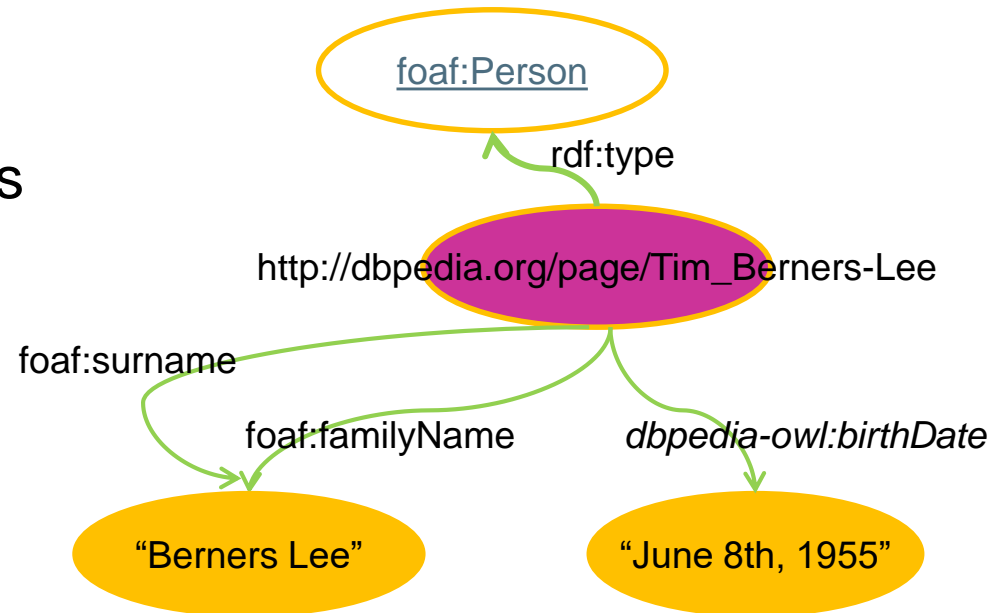 foaf:Person
rdf:type
s
http://dbpedia.org/page/Tim_Berners-Lee
foaf:surname
foaf:familyName
dbpedia-owl:birthDate
“Berners Lee”
“June 8th, 1955”